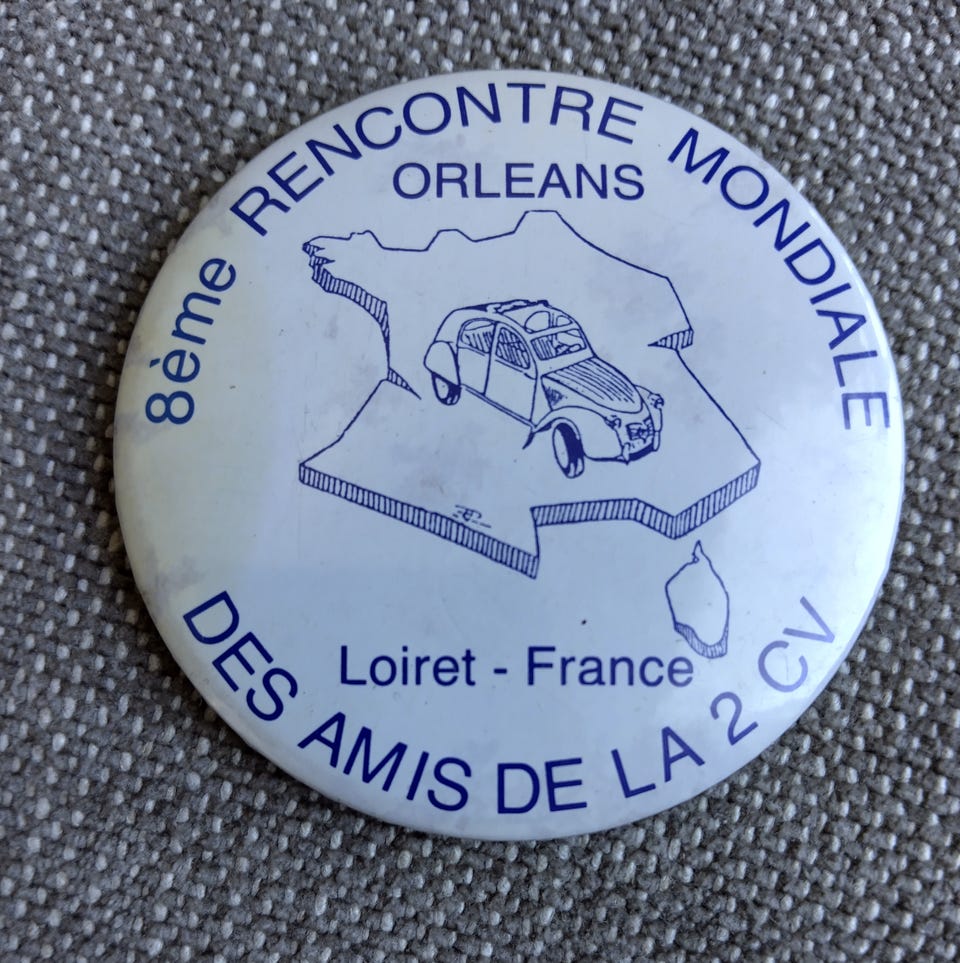 8ème RENCONTRE MONDIALE
ORLEANS
Loiret - France
DES AMIS DE LA 2 CV